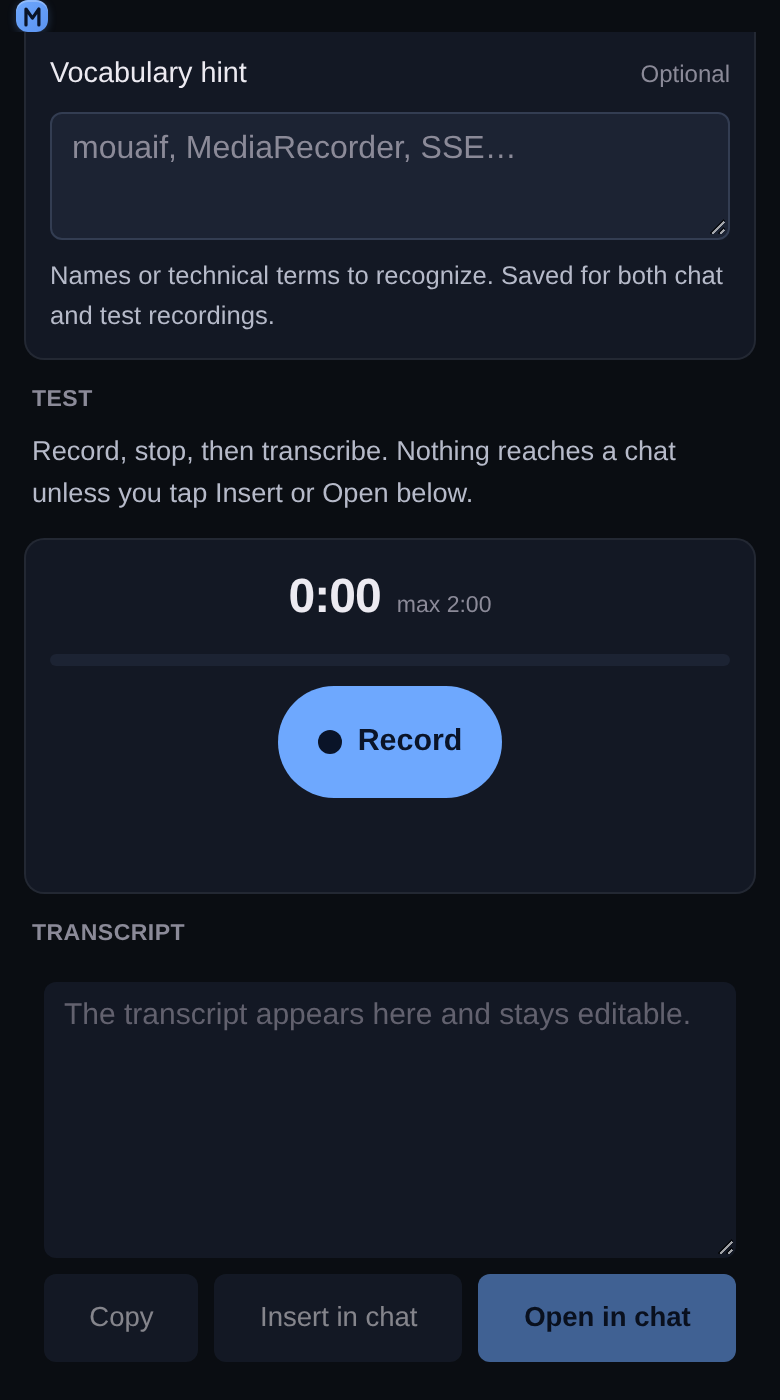 M
Vocabulary hint Optional
mouaif, MediaRecorder, SSE…
Names or technical terms to recognize. Saved for both chat
and test recordings.
TEST
Record, stop, then transcribe. Nothing reaches a chat
unless you tap Insert or Open below.
0:00 max 2:00
Record
TRANSCRIPT
The transcript appears here and stays editable.
Copy Insert in chat Open in chat